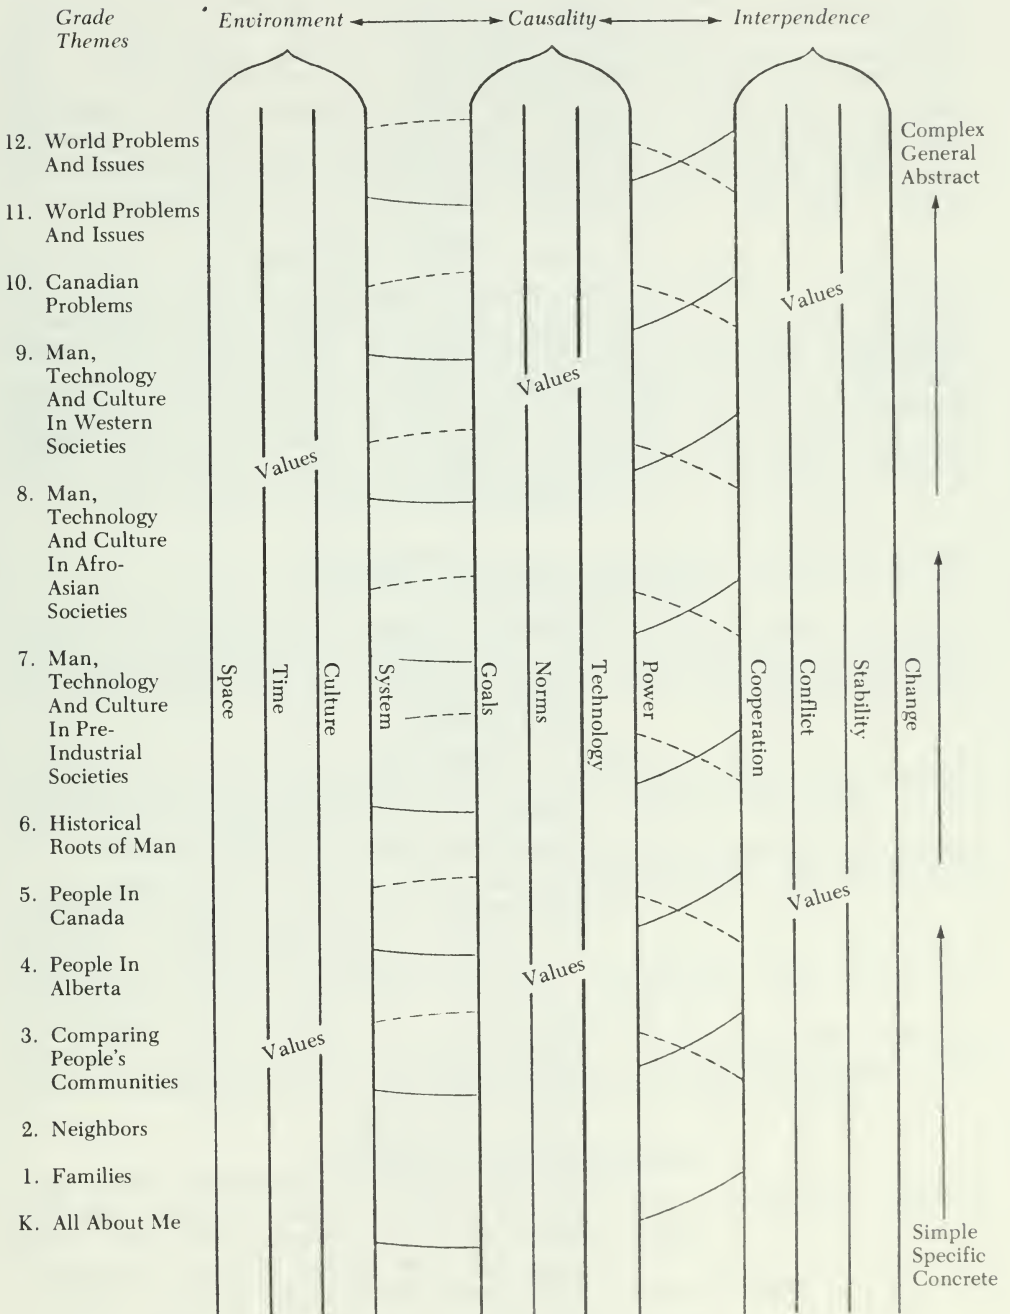 Grade
Themes
Environment
Causality
Interpendence
12. World Problems
And Issues
11. World Problems
And Issues
10. Canadian
Problems
9. Man,
Technology
And Culture
In Western
Societies
8. Man,
Technology
And Culture
In Afro-
Asian
Societies
7. Man,
Technology
And Culture
In Pre-
Industrial
Societies
6. Historical
Roots of Man
5. People In
Canada
4. People In
Alberta
3. Comparing
People's
Communities
2. Neighbors
1. Families
K. All About Me
Values
Values
Values
Space
Time
Culture
System
Goals
Norms
Technology
Power
Cooperation
Conflict
Stability
Change
Values
Values
Values
Complex
General
Abstract
Simple
Specific
Concrete